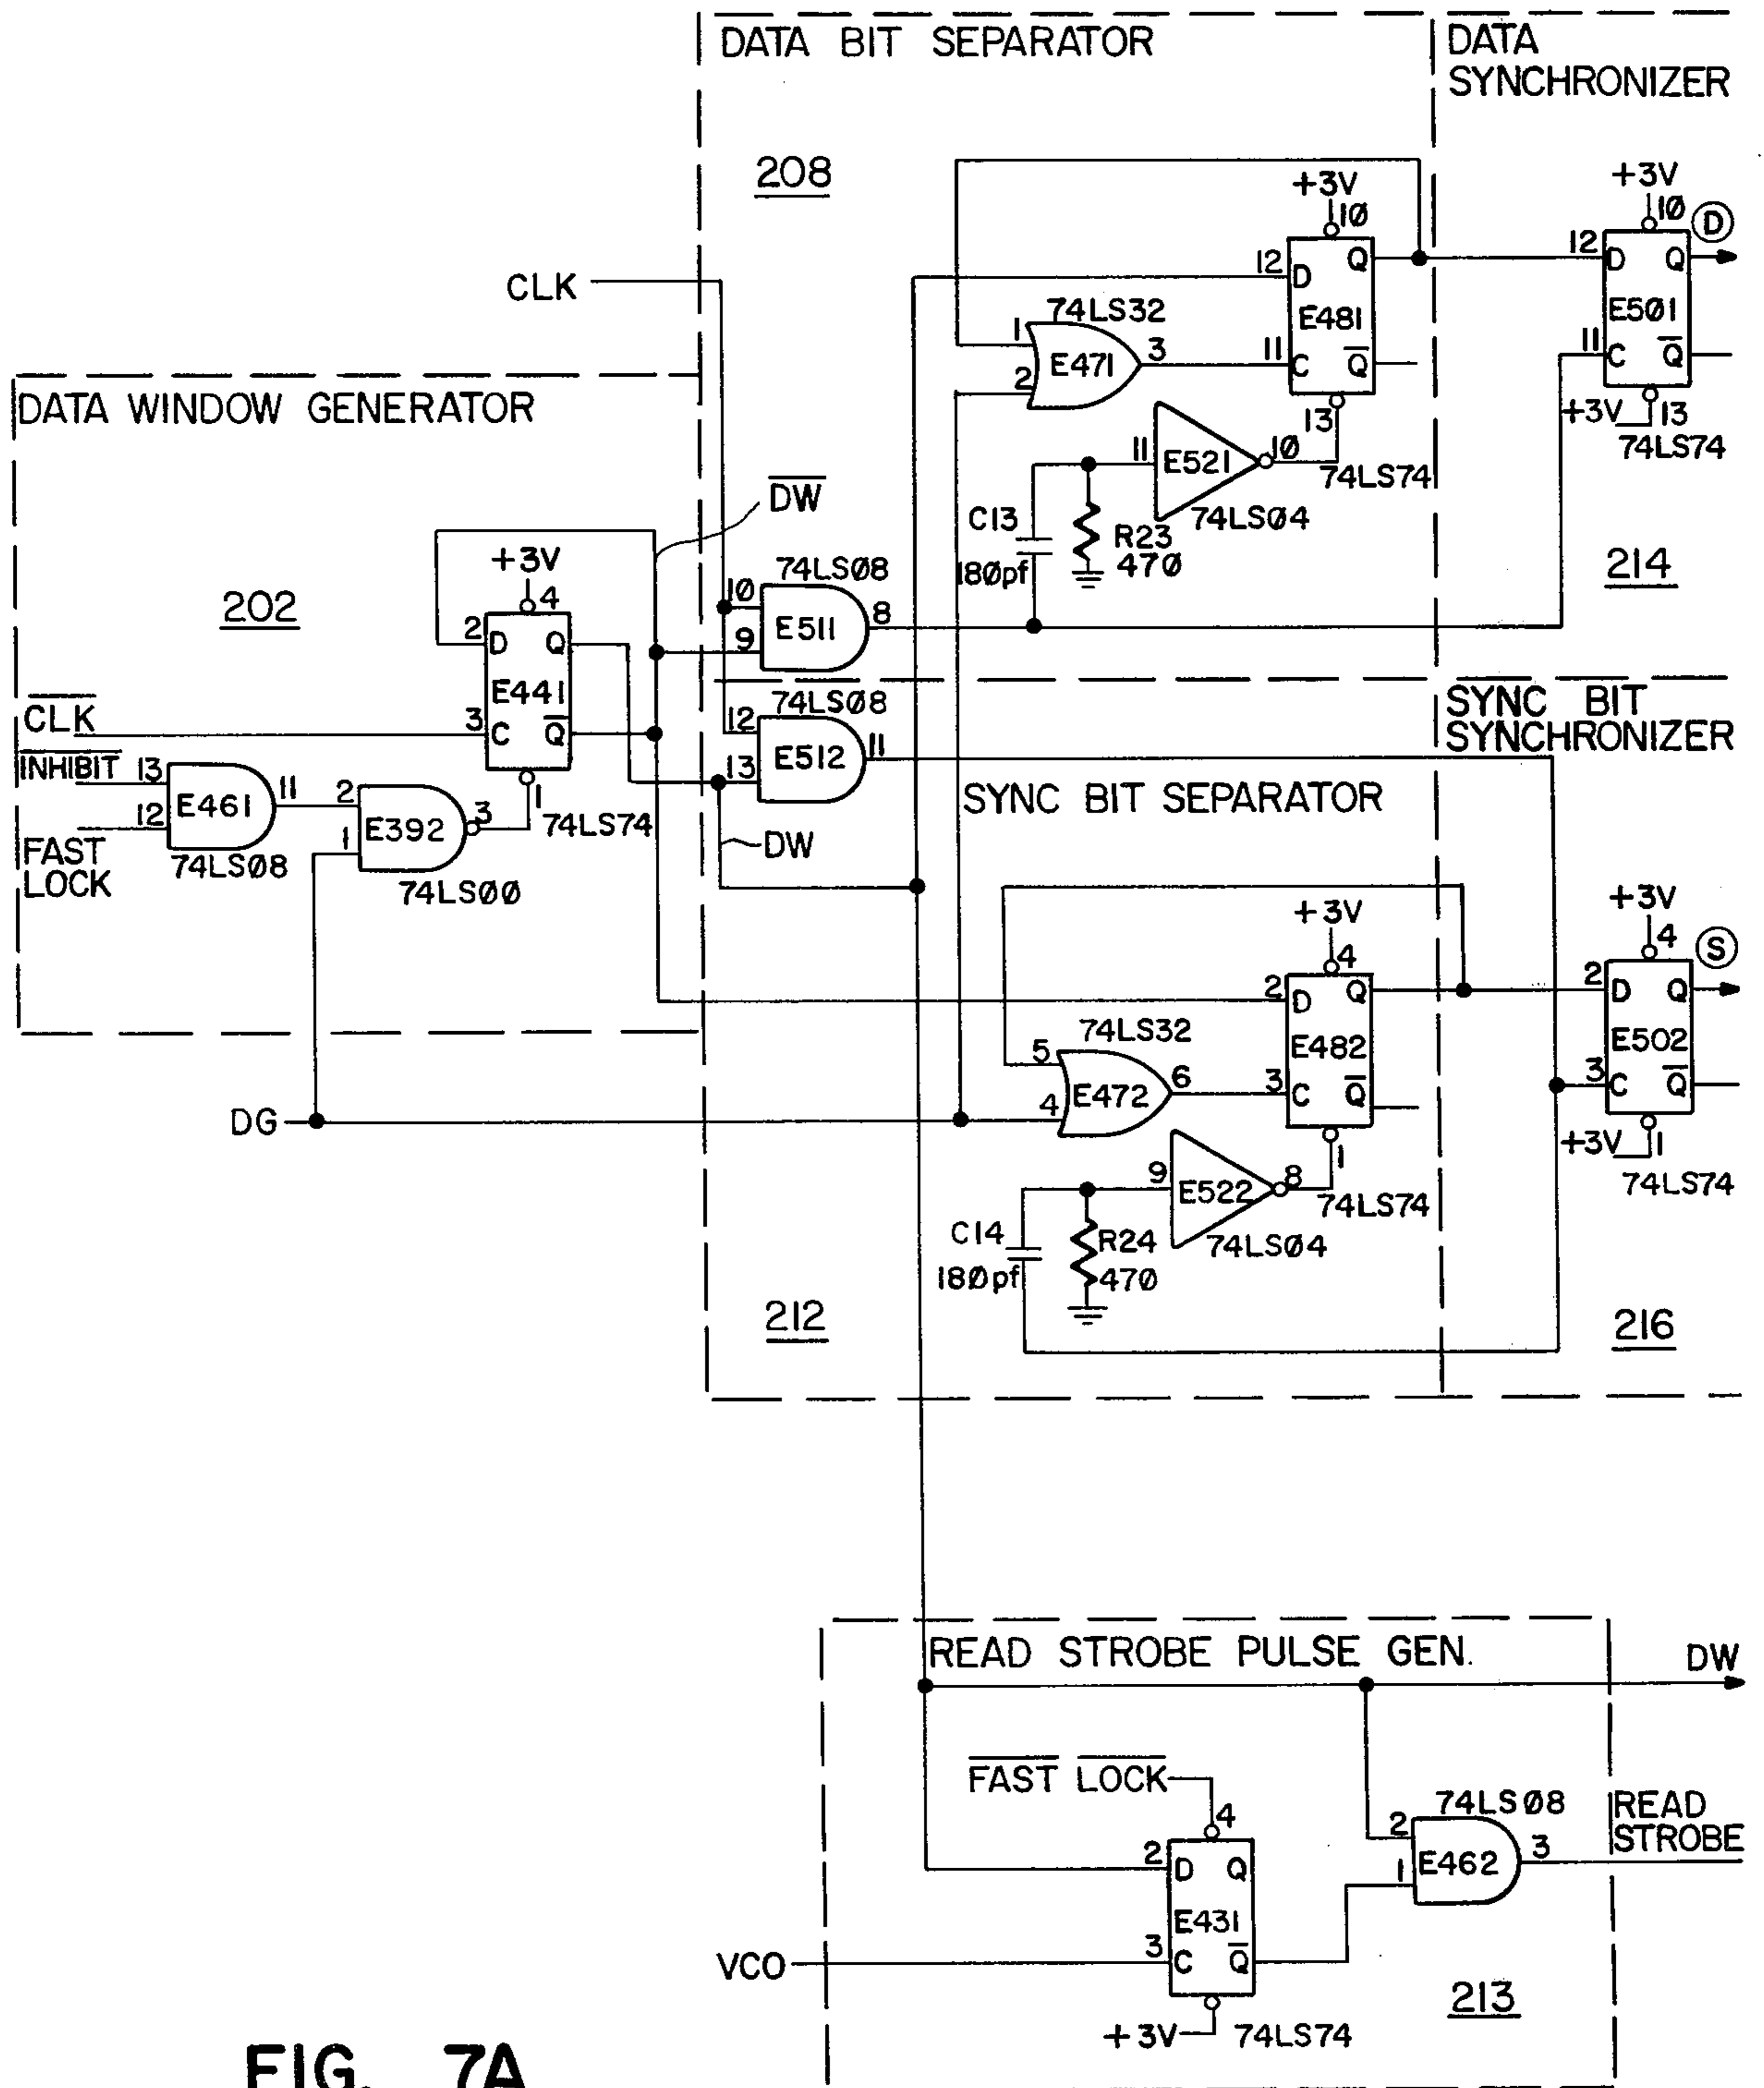 DATA BIT SEPARATOR
DATA
SYNCHRONIZER
208
+3V
10
+3V
10
D
CLK
12
D
Q
E481
11
C
Q̅
13
74LS74
12
D
Q
E501
11
C
Q̅
+3V
13
74LS74
74LS32
1
E471
3
2
11
E521
10
74LS04
C13
180pf
R23
470
214
DATA WINDOW GENERATOR
202
D̅W̅
+3V
4
2
D
Q
E441
3
C
Q̅
1
74LS74
C̅L̅K̅
I̅N̅H̅I̅B̅I̅T̅
13
E461
11
12
74LS08
FAST
LOCK
2
E392
3
1
74LS00
74LS08
10
E511
8
9
74LS08
12
E512
11
13
DW
SYNC BIT
SYNCHRONIZER
SYNC BIT SEPARATOR
+3V
4
2
D
Q
E482
3
C
Q̅
1
74LS74
+3V
4
S
2
D
Q
E502
3
C
Q̅
+3V
1
74LS74
74LS32
5
E472
6
4
DG
9
E522
8
74LS04
C14
180pf
R24
470
212
216
READ STROBE PULSE GEN.
DW
F̅A̅S̅T̅ L̅O̅C̅K̅
4
2
D
Q
E431
3
C
Q̅
VCO
+3V
74LS74
74LS08
2
E462
3
1
READ
STROBE
213
FIG. 7A